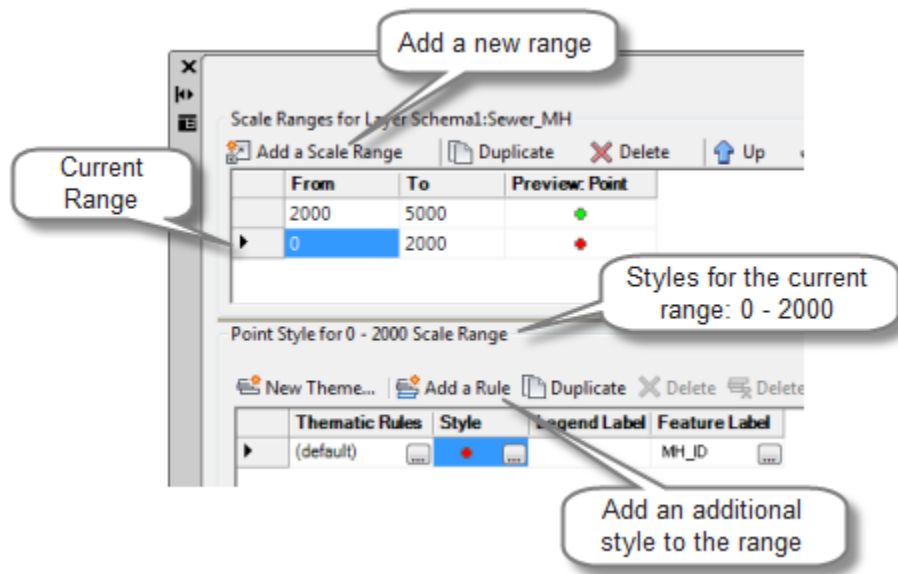 Add a new range
Scale Ranges for Layer Schema1:Sewer_MH
Add a Scale Range Duplicate Delete Up
Current
Range
From To Preview: Point
2000 5000
0 2000
Styles for the current
range: 0 - 2000
Point Style for 0 - 2000 Scale Range
New Theme... Add a Rule Duplicate Delete Delete
Thematic Rules Style Legend Label Feature Label
(default) ... ... MH_ID ...
Add an additional
style to the range